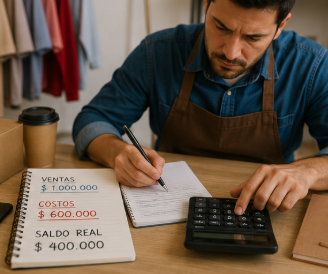 VENTAS
$ 1.000.000
COSTOS
$ 600.000
SALDO REAL
$ 400.000